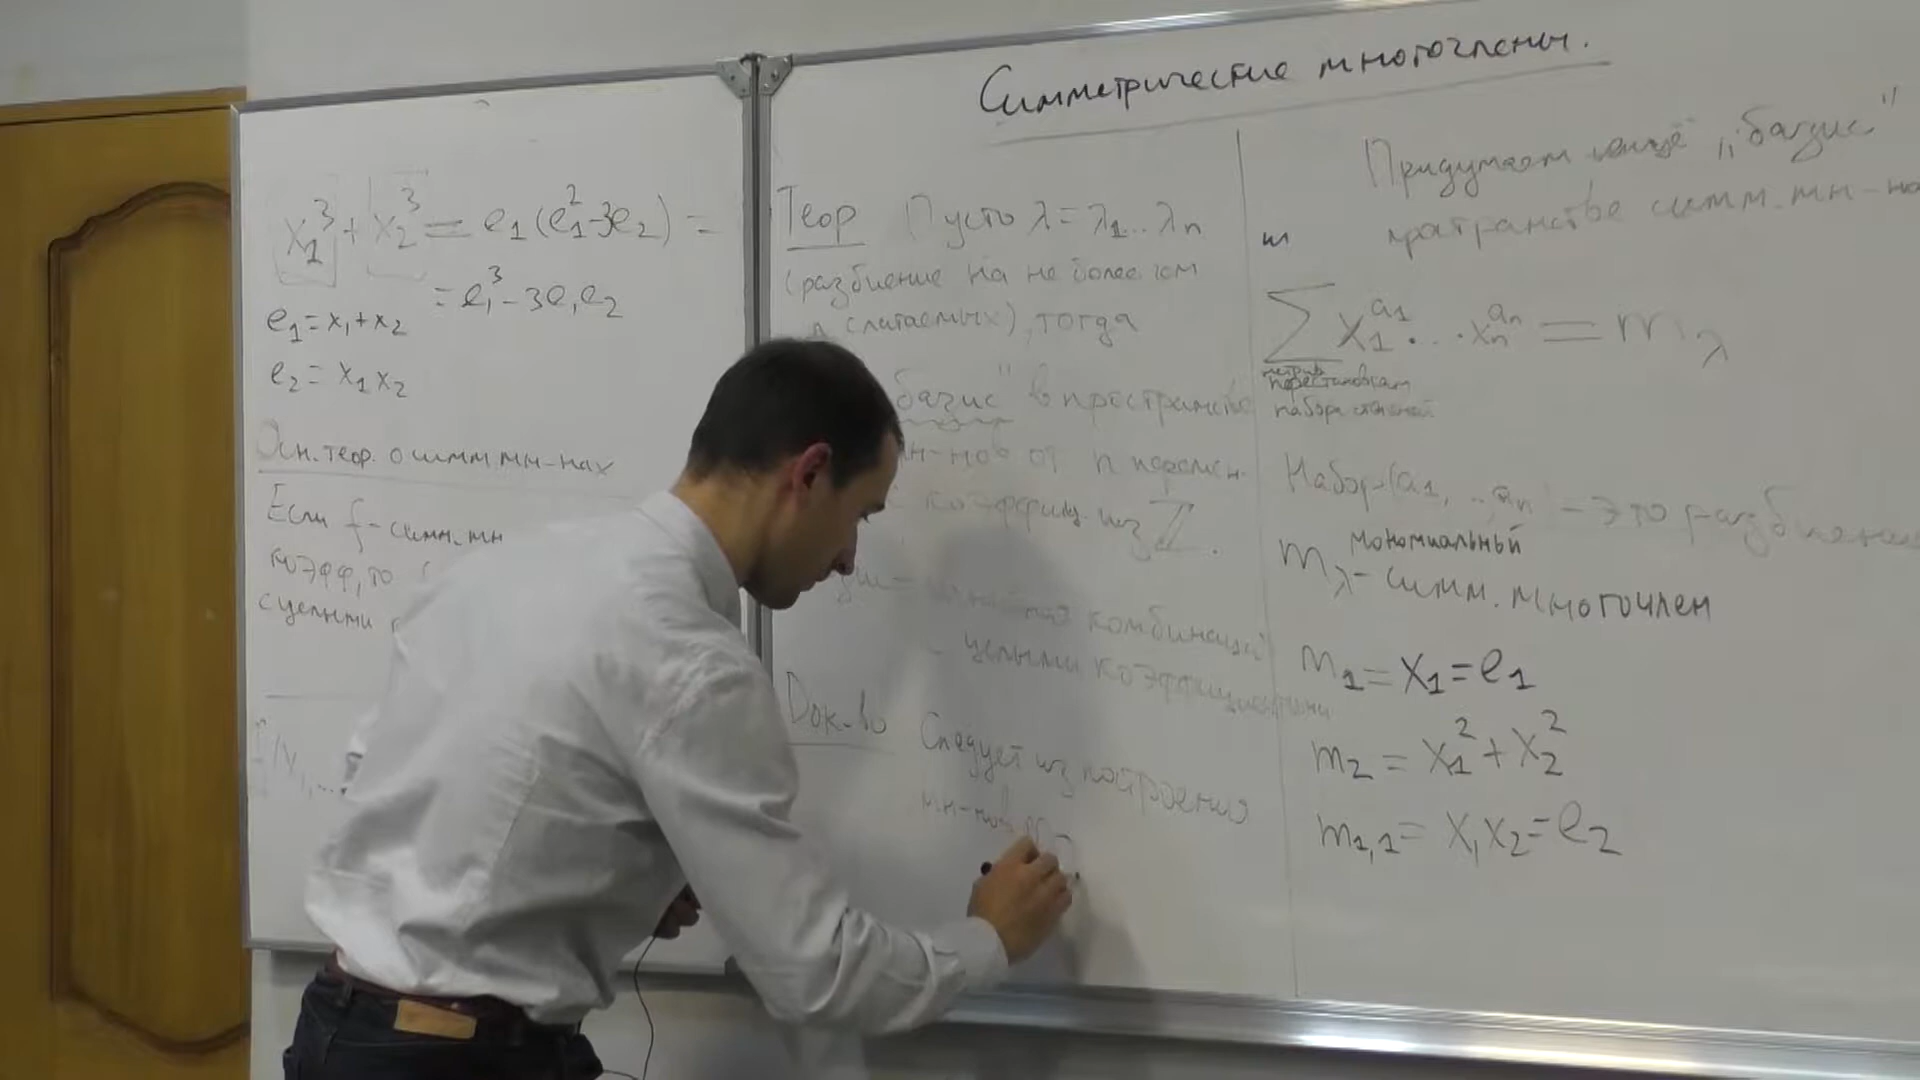 Симметрические многочлены.
x₁³ + x₂³ = e₁(e₁²-3e₂) =
= e₁³ - 3e₁e₂
e₁ = x₁+x₂
e₂ = x₁x₂
Осн. теор. о симм. мн-нах
Если f - симм. мн
коэфф, то
с целыми
Теор Пусть λ = λ₁...λₙ
(разбиение на не более чем
n слагаемых), тогда
"базис" в пространстве
мн-нов от n перемен.
с коэффиц. из ℤ.
комбинаций
целыми коэффициентами
Док-во Следует из построения
мн-нов
Придумаем ещё "базис"
пространстве симм. мн-но
∑ x₁^a₁ · ... · xₙ^aₙ = m_λ
перестановкам
набора степеней
Набор (a₁, ... aₙ) - это разбиение
мономиальный
m_λ - симм. многочлен
m₁ = x₁ = e₁
m₂ = x₁² + x₂²
m₁,₁ = x₁x₂ = e₂